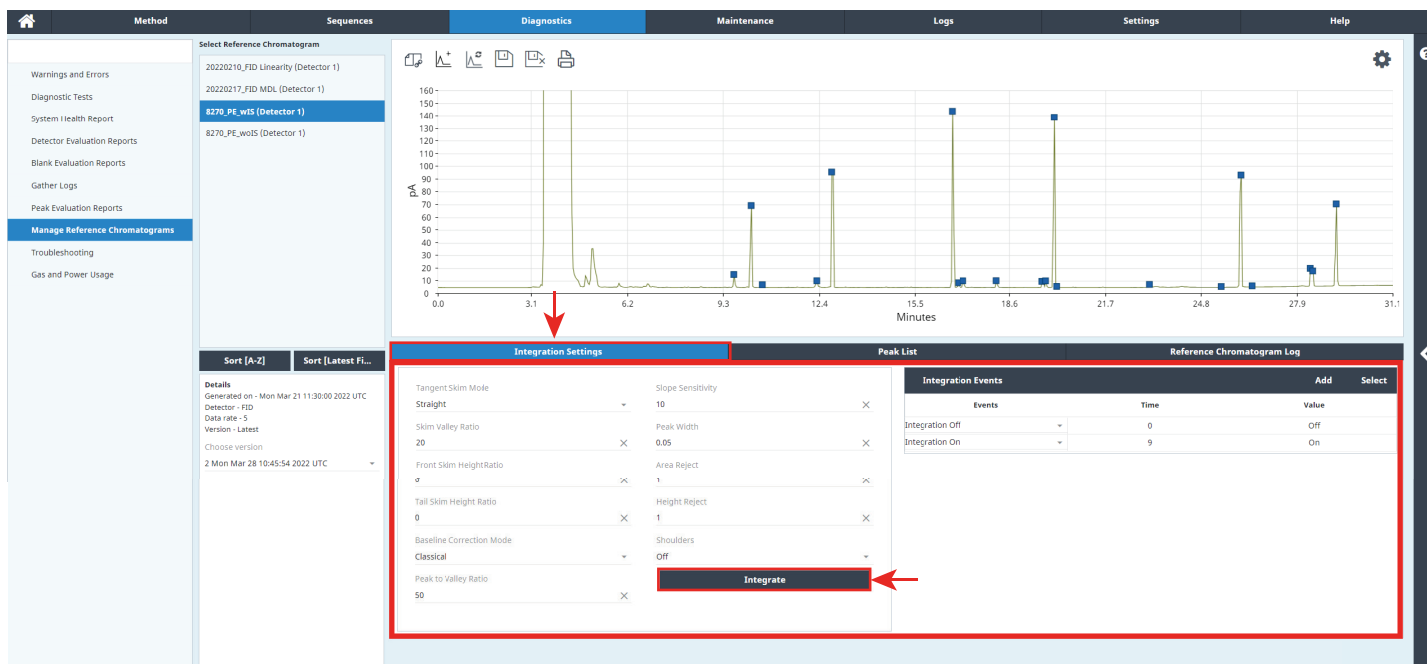 Method Sequences Diagnostics Maintenance Logs Settings Help
Warnings and Errors
Diagnostic Tests
System Health Report
Detector Evaluation Reports
Blank Evaluation Reports
Gather Logs
Peak Evaluation Reports
Manage Reference Chromatograms
Troubleshooting
Gas and Power Usage
Select Reference Chromatogram
20220210_FID Linearity (Detector 1)
20220217_FID MDL (Detector 1)
8270_PE_wIS (Detector 1)
8270_PE_woIS (Detector 1)
Sort [A-Z] Sort [Latest Fi...
Details
Generated on - Mon Mar 21 11:30:00 2022 UTC
Detector - FID
Data rate - 5
Version - Latest
Choose version
2 Mon Mar 28 10:45:54 2022 UTC
160
150
140
130
120
110
100
90
80
70
60
50
40
30
20
10
0
pA
0.0 3.1 6.2 9.3 12.4 15.5 18.6 21.7 24.8 27.9 31.1
Minutes
Integration Settings Peak List Reference Chromatogram Log
Tangent Skim Mode
Straight
Skim Valley Ratio
20
Front Skim HeightRatio
Tail Skim Height Ratio
0
Baseline Correction Mode
Classical
Peak to Valley Ratio
50
Slope Sensitivity
10
Peak Width
0.05
Area Reject
1
Height Reject
1
Shoulders
Off
Integrate
Integration Events Add Select
Events Time Value
Integration Off 0 Off
Integration On 9 On